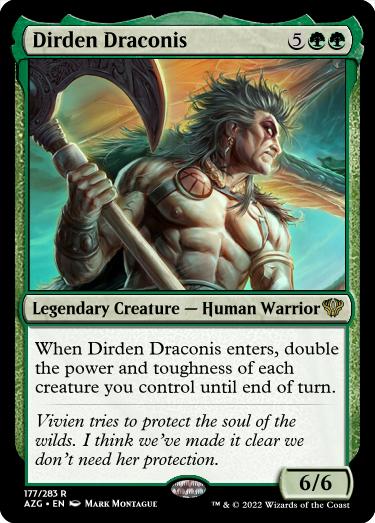 Dirden Draconis 5
Legendary Creature — Human Warrior
When Dirden Draconis enters, double
the power and toughness of each
creature you control until end of turn.
Vivien tries to protect the soul of the
wilds. I think we've made it clear we
don't need her protection.
6/6
177/283 R
AZG • EN Mark Montague
™ & © 2022 Wizards of the Coast